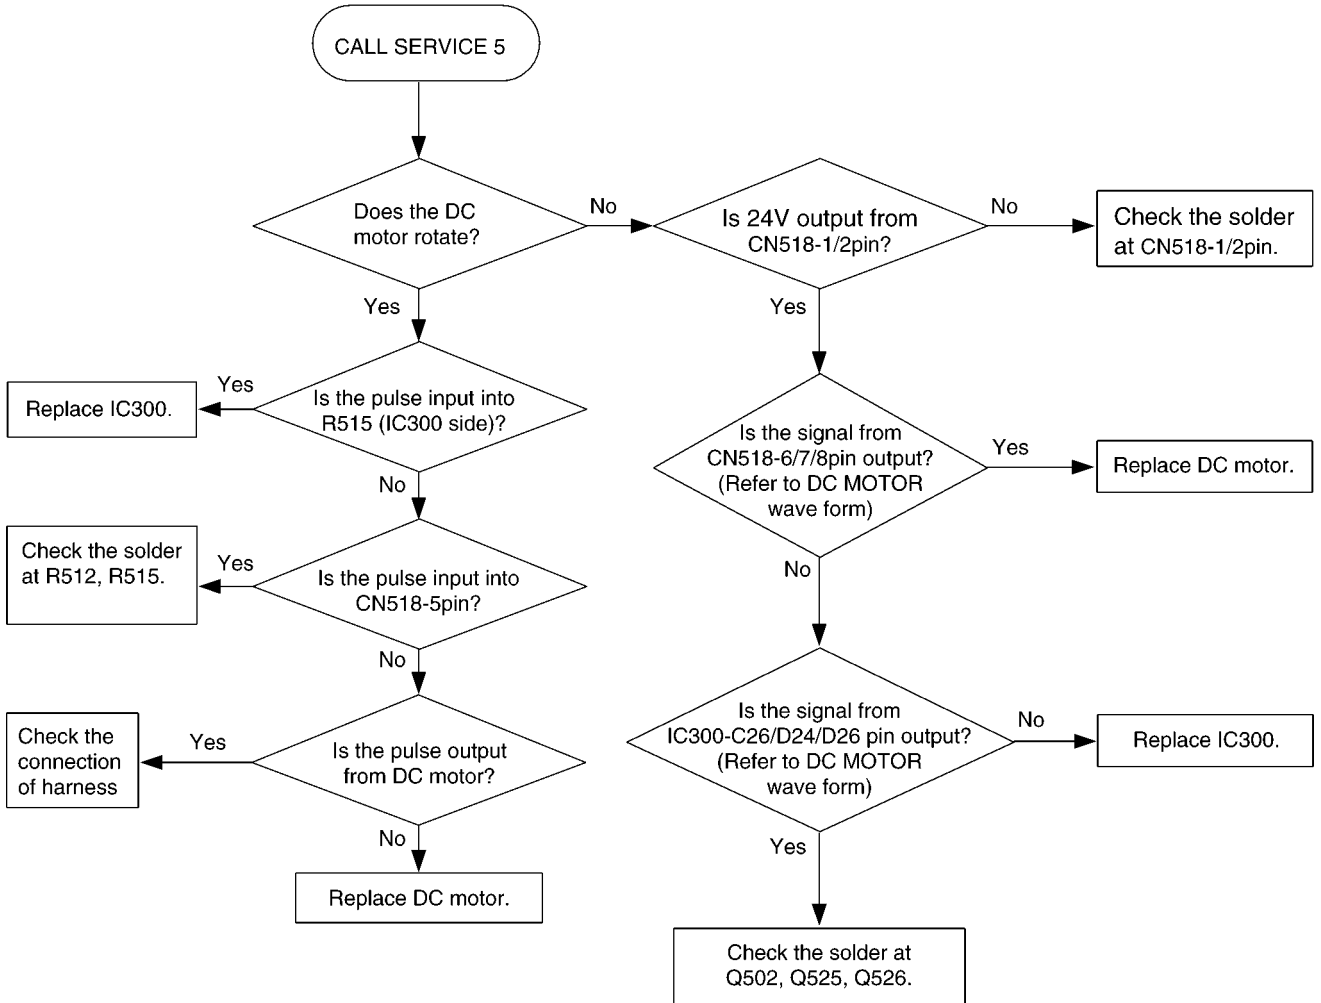 CALL SERVICE 5
Does the DC
motor rotate?
No
Is 24V output from
CN518-1/2pin?
No
Check the solder
at CN518-1/2pin.
Yes
Yes
Replace IC300.
Yes
Is the pulse input into
R515 (IC300 side)?
Is the signal from
CN518-6/7/8pin output?
(Refer to DC MOTOR
wave form)
Yes
Replace DC motor.
No
Check the solder
at R512, R515.
Yes
Is the pulse input into
CN518-5pin?
No
No
Check the
connection
of harness
Yes
Is the pulse output
from DC motor?
Is the signal from
IC300-C26/D24/D26 pin output?
(Refer to DC MOTOR
wave form)
No
Replace IC300.
No
Yes
Replace DC motor.
Check the solder at
Q502, Q525, Q526.